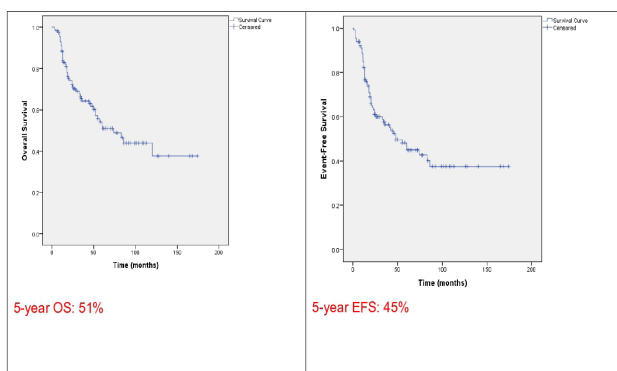 Survival Curve
Censored
1.0
0.8
0.6
0.4
0.2
0.0
Overall Survival
0
50
100
150
200
Time (months)
5-year OS: 51%
Survival Curve
Censored
1.0
0.8
0.6
0.4
0.2
0.0
Event-Free Survival
0
50
100
150
200
Time (months)
5-year EFS: 45%